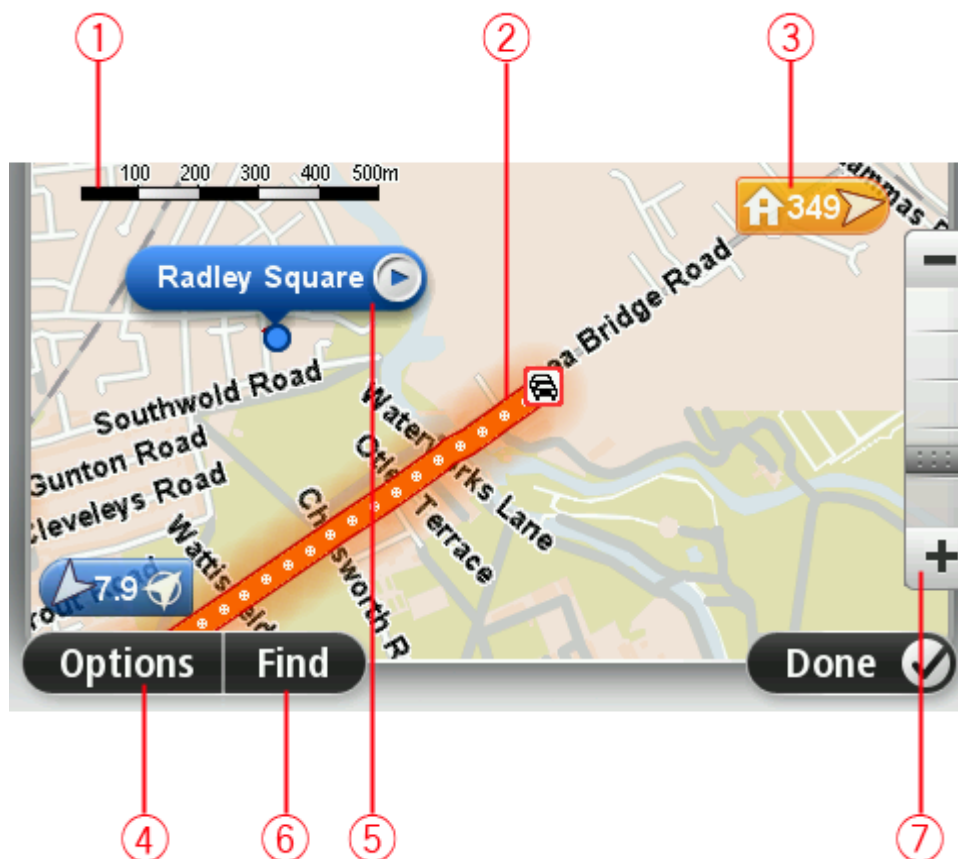 1 2 3
100 200 300 400 500m
349
Radley Square
ea Bridge Road
Southwold Road
Gunton Road
Cleveleys Road
Lane
Terrace
7.9
Options Find Done
4 6 5 7